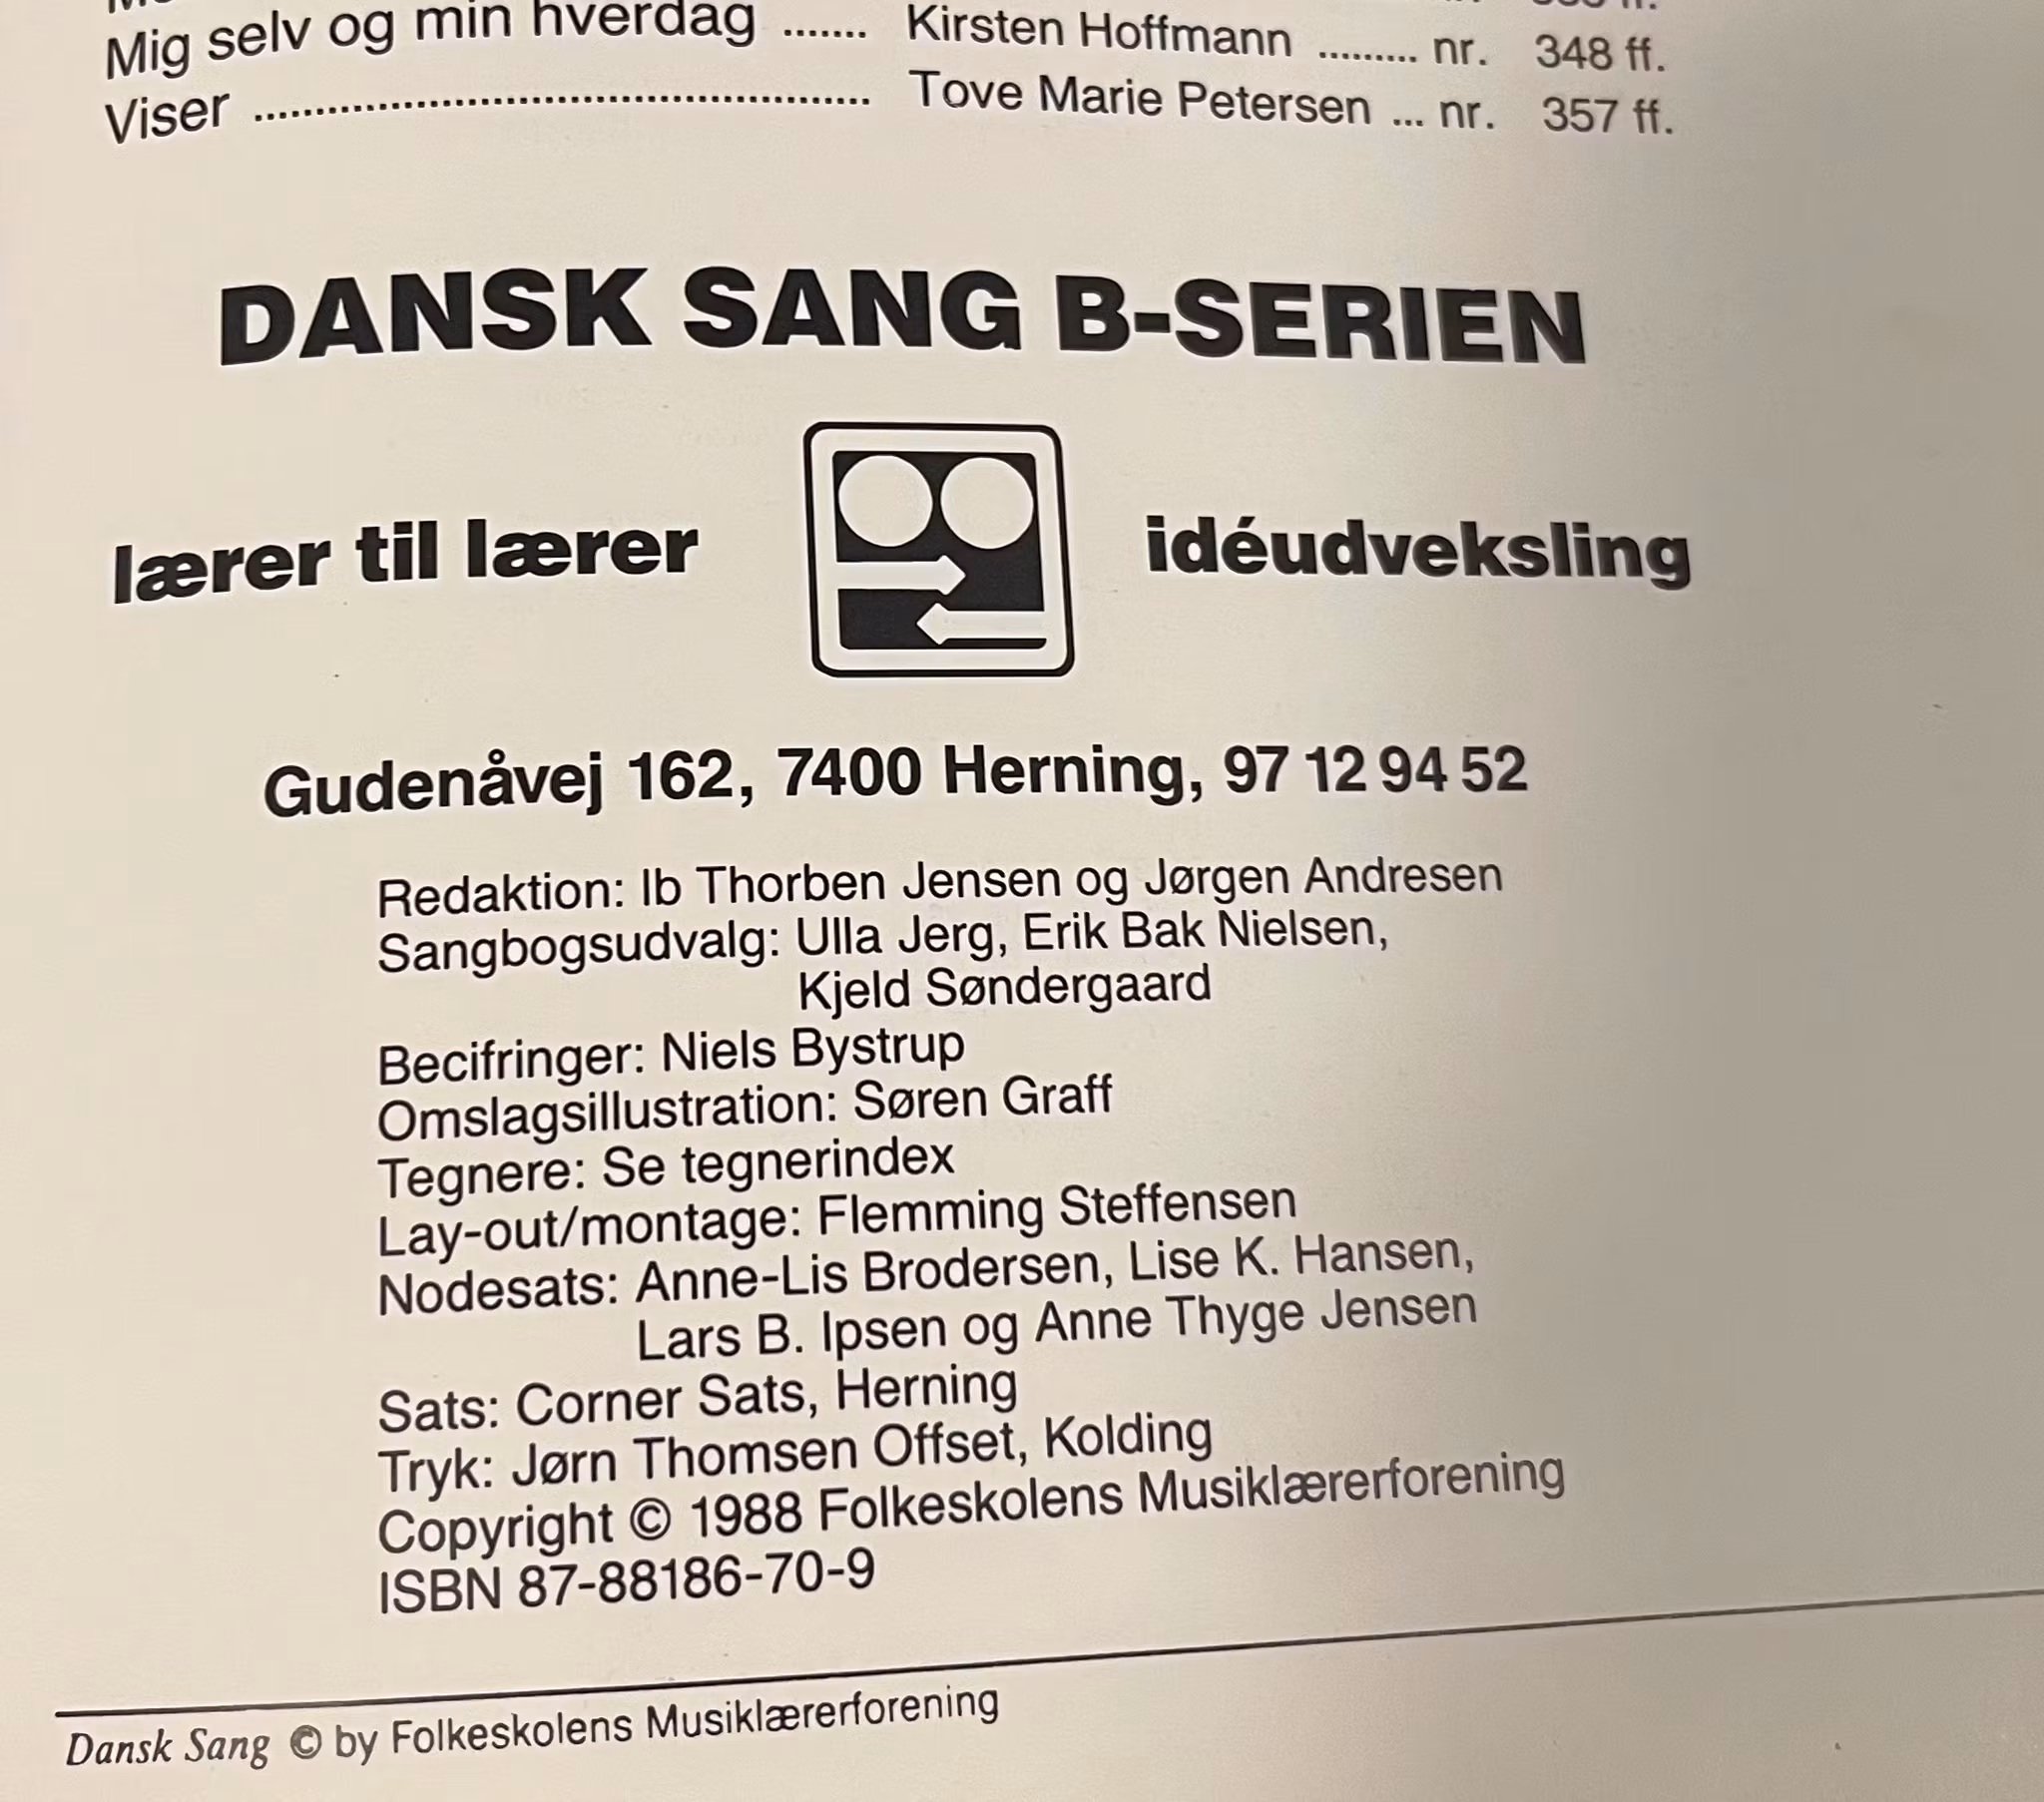 Mig selv og min hverdag ....... Kirsten Hoffmann ......... nr. 348 ff.
Viser .................................................. Tove Marie Petersen ... nr. 357 ff.
DANSK SANG B-SERIEN
lærer til lærer idéudveksling
Gudenåvej 162, 7400 Herning, 97 12 94 52
Redaktion: Ib Thorben Jensen og Jørgen Andresen
Sangbogsudvalg: Ulla Jerg, Erik Bak Nielsen,
Kjeld Søndergaard
Becifringer: Niels Bystrup
Omslagsillustration: Søren Graff
Tegnere: Se tegnerindex
Lay-out/montage: Flemming Steffensen
Nodesats: Anne-Lis Brodersen, Lise K. Hansen,
Lars B. Ipsen og Anne Thyge Jensen
Sats: Corner Sats, Herning
Tryk: Jørn Thomsen Offset, Kolding
Copyright © 1988 Folkeskolens Musiklærerforening
ISBN 87-88186-70-9
Dansk Sang © by Folkeskolens Musiklærerforening